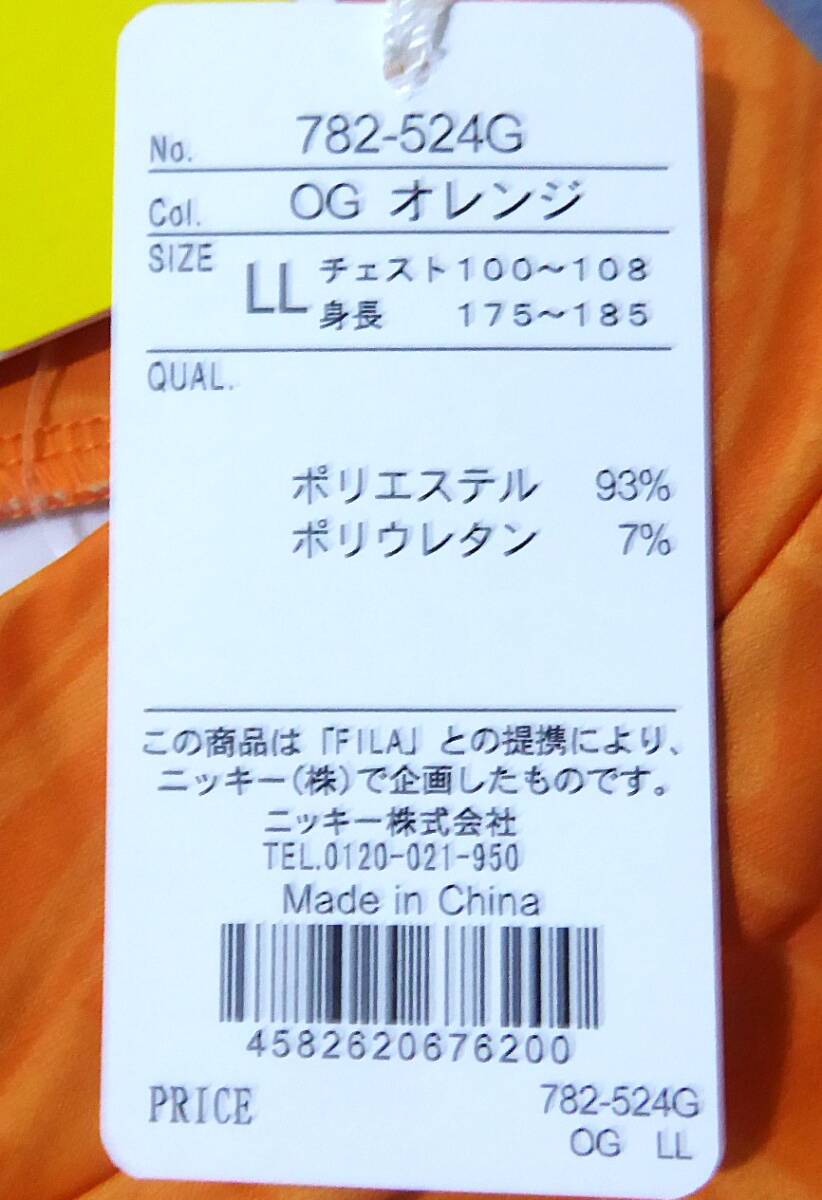 No. 782-524G
Col. OG オレンジ
SIZE LL チェスト100〜108
身長 175〜185
QUAL.
ポリエステル 93%
ポリウレタン 7%
この商品は「FILA」との提携により、
ニッキー(株)で企画したものです。
ニッキー株式会社
TEL.0120-021-950
Made in China
4582620676200
PRICE 782-524G
OG LL